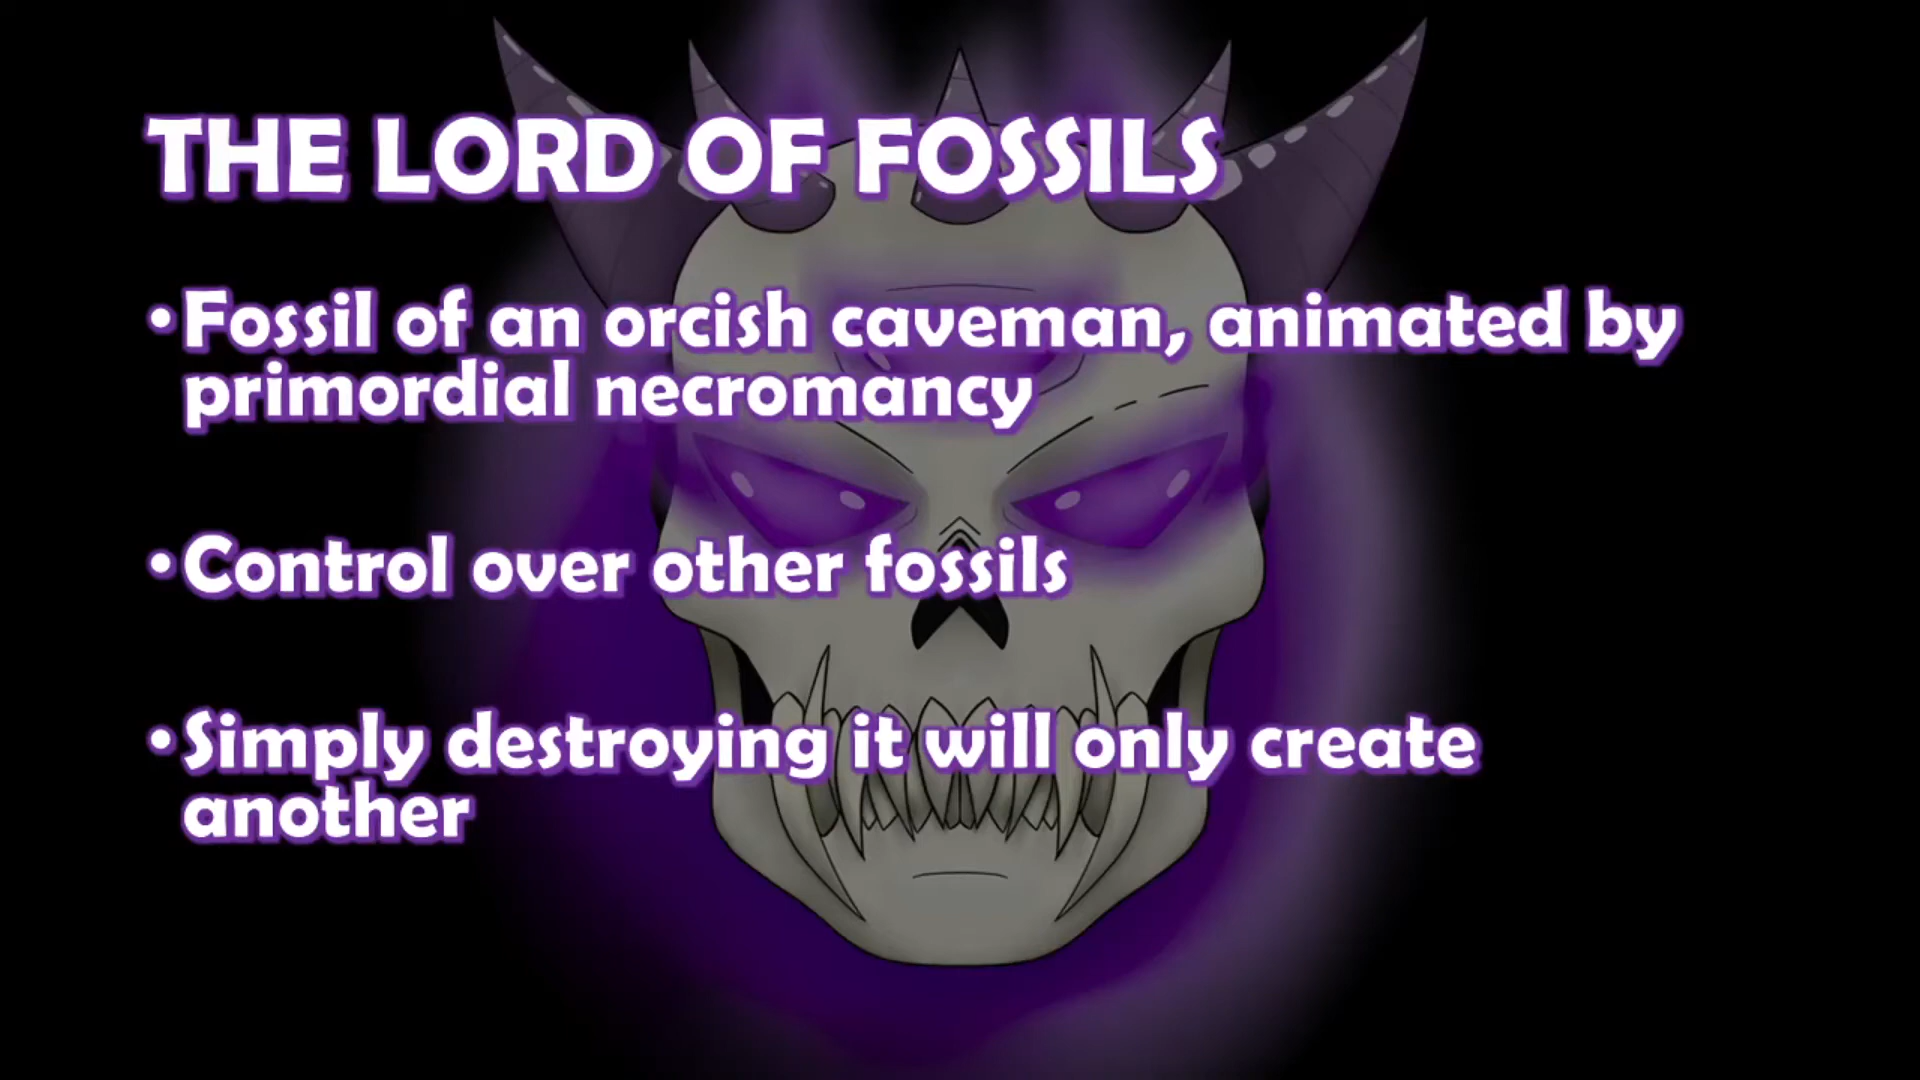 THE LORD OF FOSSILS
•Fossil of an orcish caveman, animated by
primordial necromancy
•Control over other fossils
•Simply destroying it will only create
another